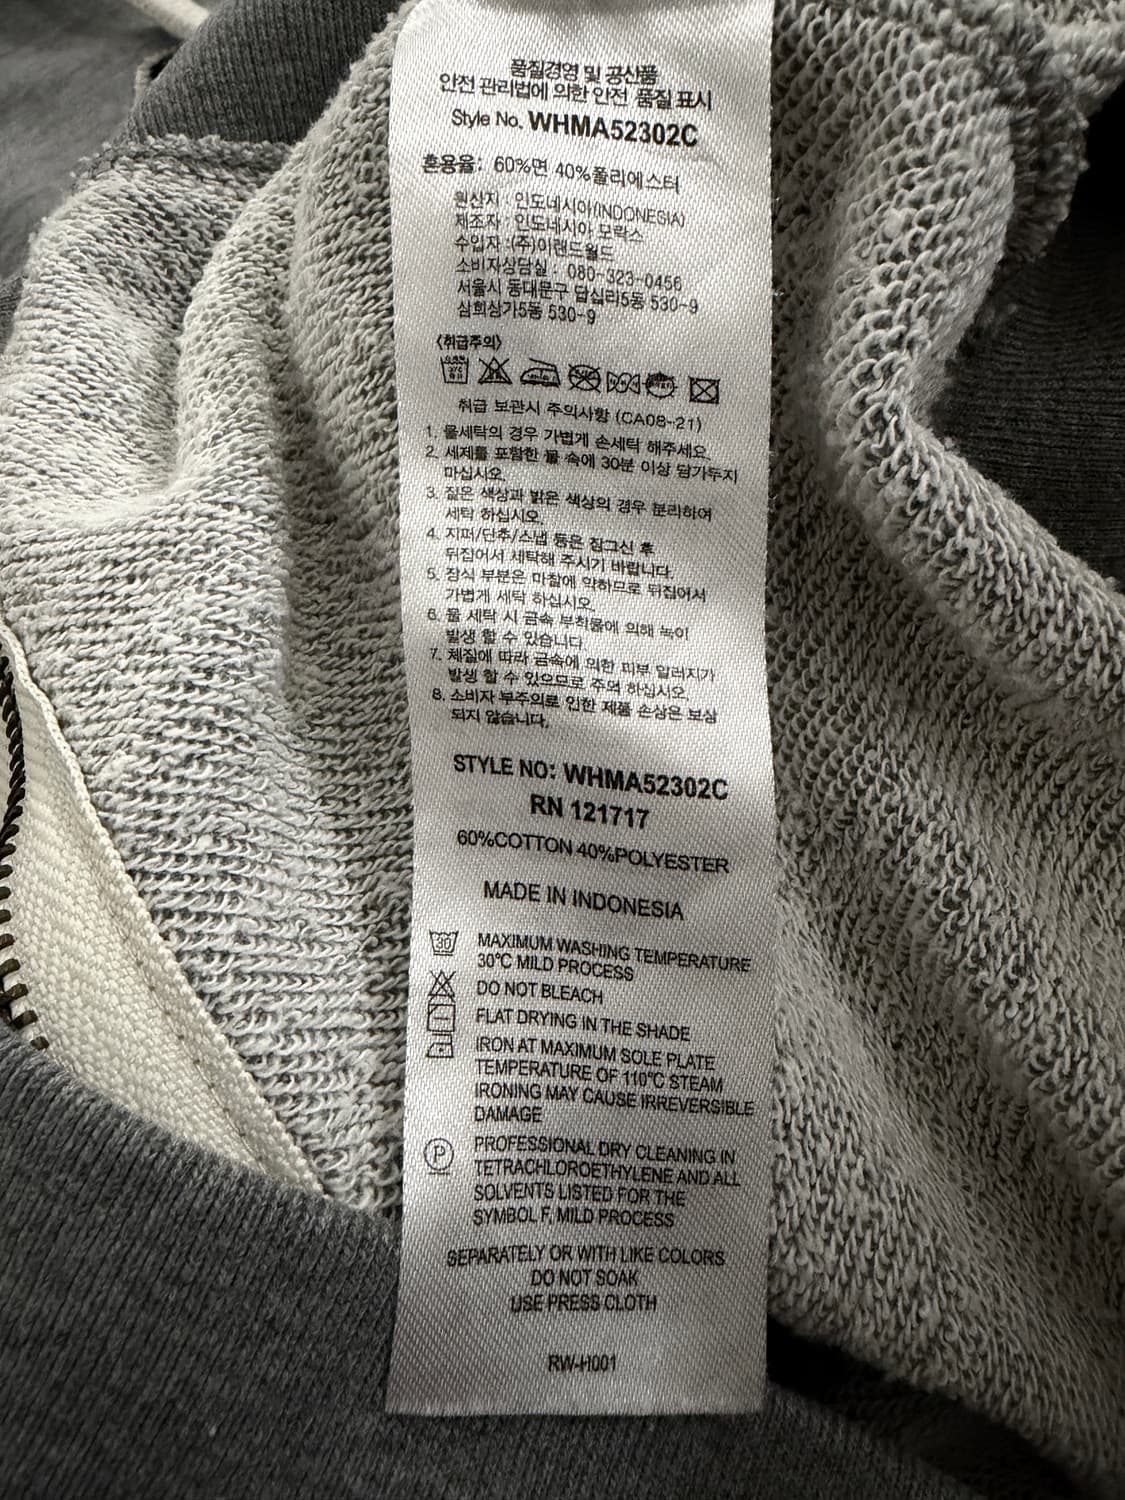 품질경영 및 공산품
안전 관리법에 의한 안전 품질 표시
Style No. WHMA52302C
혼용율: 60%면 40%폴리에스터
원산지 : 인도네시아(INDONESIA)
제조자 : 인도네시아 모락스
수입자 :(주)이랜드월드
소비자상담실 : 080-323-0456
서울시 동대문구 답십리5동 530-9
삼희상가5동 530-9
〈취급주의〉
취급 보관시 주의사항 (CA08-21)
1. 물세탁의 경우 가볍게 손세탁 해주세요.
2. 세제를 포함한 물 속에 30분 이상 담가두지
마십시오.
3. 짙은 색상과 밝은 색상의 경우 분리하여
세탁 하십시오.
4. 지퍼/단추/스냅 등은 잠그신 후
뒤집어서 세탁해 주시기 바랍니다.
5. 장식 부분은 마찰에 약하므로 뒤집어서
가볍게 세탁 하십시오.
6. 물 세탁 시 금속 부착물에 의해 녹이
발생 할 수 있습니다
7. 체질에 따라 금속에 의한 피부 알러지가
발생 할 수 있으므로 주의 하십시오.
8. 소비자 부주의로 인한 제품 손상은 보상
되지 않습니다.
STYLE NO: WHMA52302C
RN 121717
60%COTTON 40%POLYESTER
MADE IN INDONESIA
30 MAXIMUM WASHING TEMPERATURE
30℃ MILD PROCESS
DO NOT BLEACH
FLAT DRYING IN THE SHADE
IRON AT MAXIMUM SOLE PLATE
TEMPERATURE OF 110℃ STEAM
IRONING MAY CAUSE IRREVERSIBLE
DAMAGE
P PROFESSIONAL DRY CLEANING IN
TETRACHLOROETHYLENE AND ALL
SOLVENTS LISTED FOR THE
SYMBOL F, MILD PROCESS
SEPARATELY OR WITH LIKE COLORS
DO NOT SOAK
USE PRESS CLOTH
RW-H001